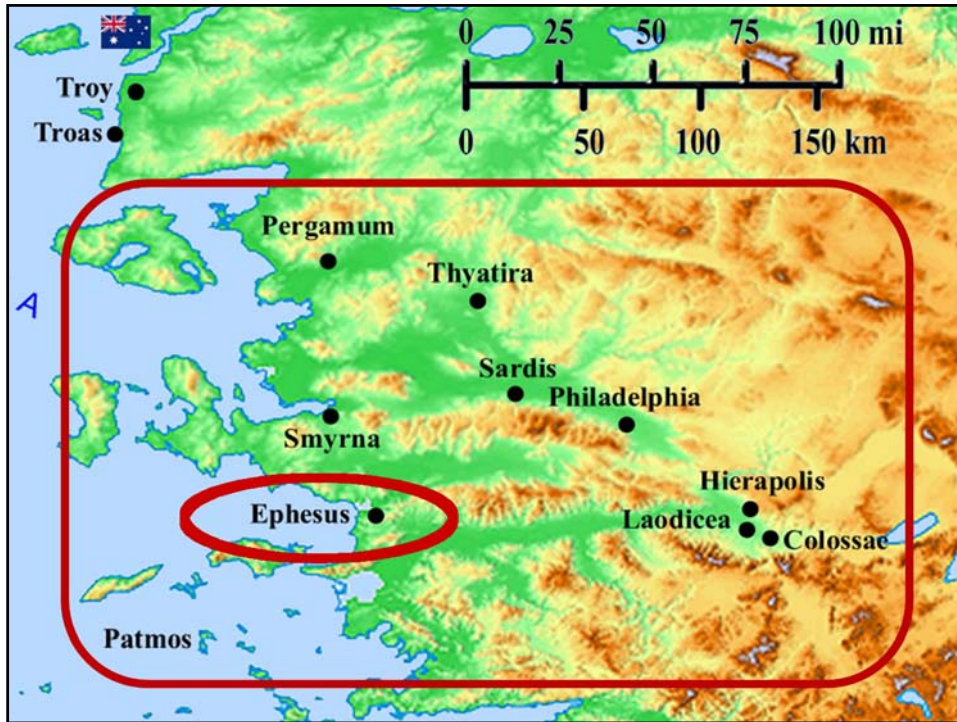 0 25 50 75 100 mi
0 50 100 150 km
Troy
Troas
Pergamum
Thyatira
A
Sardis
Philadelphia
Smyrna
Hierapolis
Ephesus
Laodicea
Colossae
Patmos